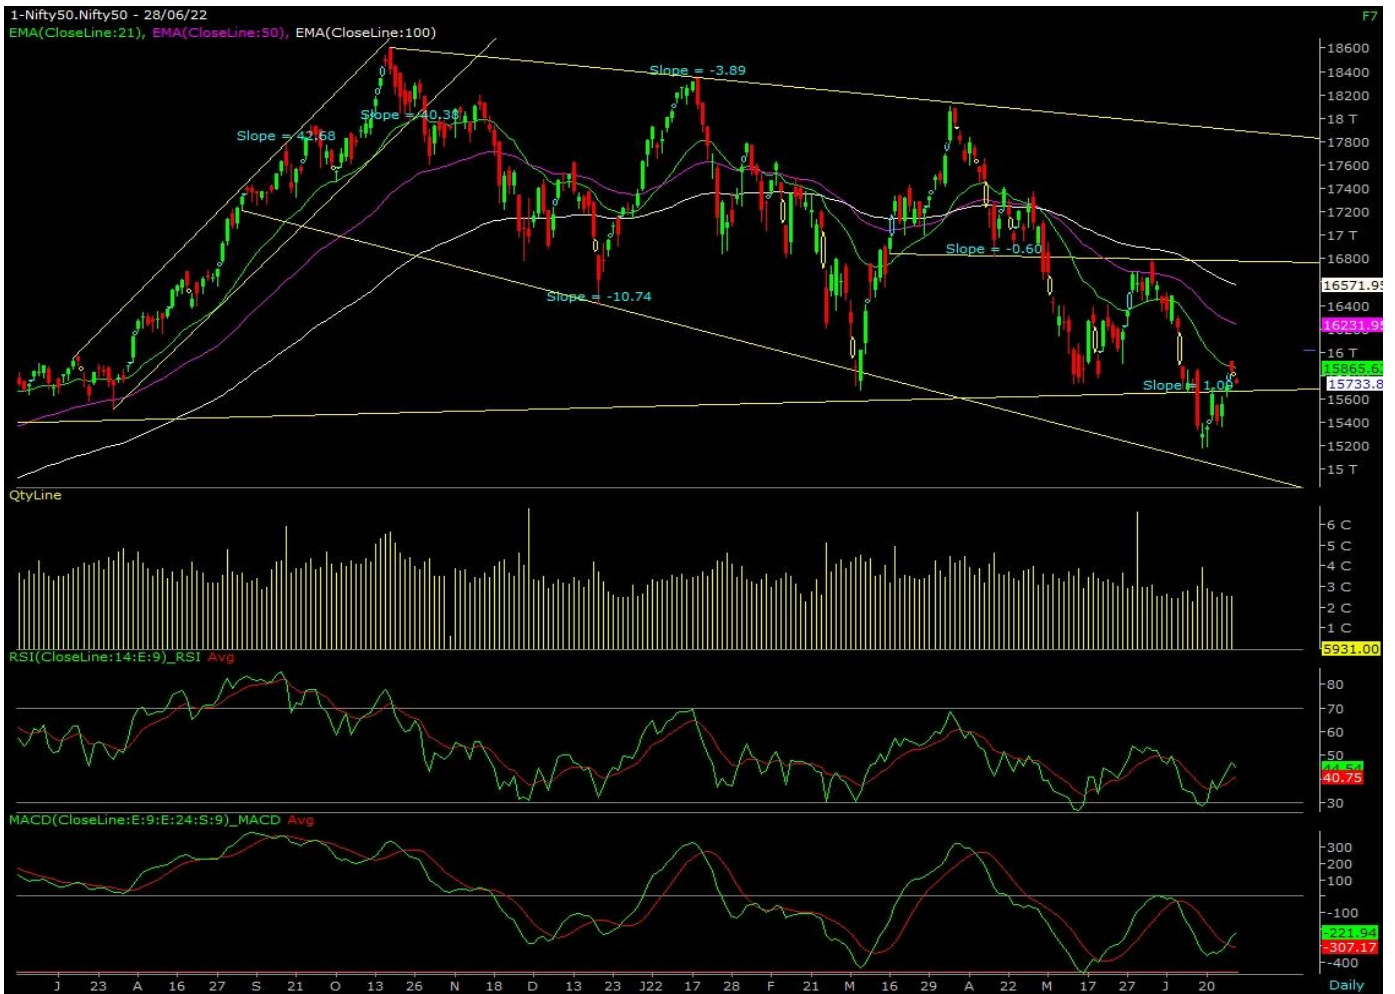 1-Nifty50.Nifty50 - 28/06/22
F7
EMA(CloseLine:21), EMA(CloseLine:50), EMA(CloseLine:100)
18600
Slope = -3.89
18400
18200
Slope = 40.38
18 T
Slope = 42.68
17800
17600
17400
17200
17 T
Slope = -0.60
16800
16571.95
Slope = -10.74
16400
16231.95
16 T
15865.63
Slope = 1.09
15733.8
15600
15400
15200
15 T
QtyLine
6 C
5 C
4 C
3 C
2 C
1 C
5931.00
RSI(CloseLine:14:E:9)_RSI Avg
80
70
60
50
44.54
40.75
30
MACD(CloseLine:E:9:E:24:S:9)_MACD Avg
300
200
100
-100
-221.94
-307.17
-400
J 23 A 16 27 S 21 O 13 26 N 18 D 13 23 J22 17 28 F 21 M 16 29 A 22 M 17 27 J 20 Daily